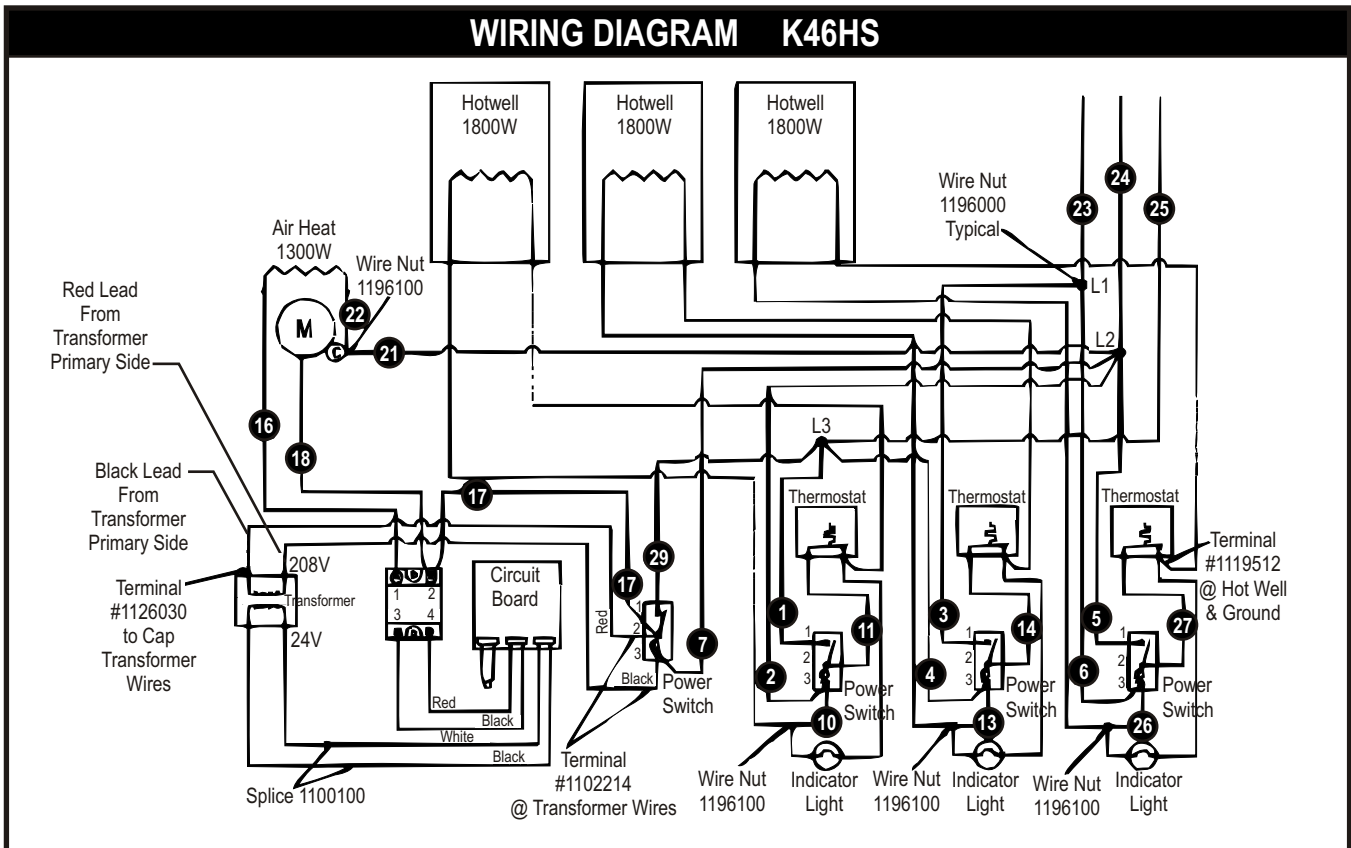 WIRING DIAGRAM K46HS
Hotwell
1800W
Hotwell
1800W
Hotwell
1800W
Wire Nut
1196000
Typical
23
24
25
Air Heat
1300W
Wire Nut
1196100
Red Lead
From
Transformer
Primary Side
M
C
22
21
L1
L2
L3
16
18
17
Black Lead
From
Transformer
Primary Side
Thermostat
Thermostat
Thermostat
Terminal
#1119512
@ Hot Well
& Ground
208V
Transformer
24V
Terminal
#1126030
to Cap
Transformer
Wires
1 2
3 4
Circuit
Board
Red
17
29
1
2
3
7
Black
Power
Switch
1
2
11
1
2
3
Power
Switch
10
3
4
14
1
2
3
Power
Switch
13
5
6
27
1
2
3
Power
Switch
26
Red
Black
White
Black
Splice 1100100
Terminal
#1102214
@ Transformer Wires
Wire Nut
1196100
Indicator
Light
Wire Nut
1196100
Indicator
Light
Wire Nut
1196100
Indicator
Light